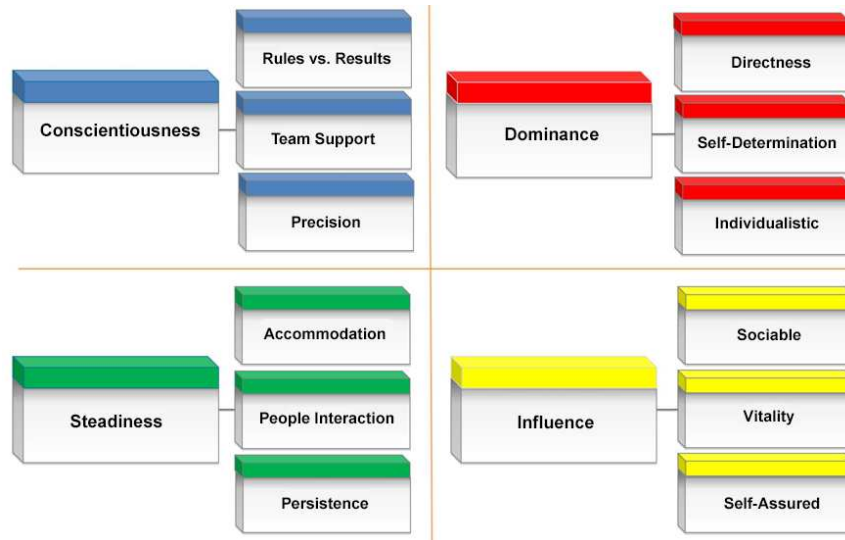 Conscientiousness
Rules vs. Results
Team Support
Precision
Dominance
Directness
Self-Determination
Individualistic
Steadiness
Accommodation
People Interaction
Persistence
Influence
Sociable
Vitality
Self-Assured